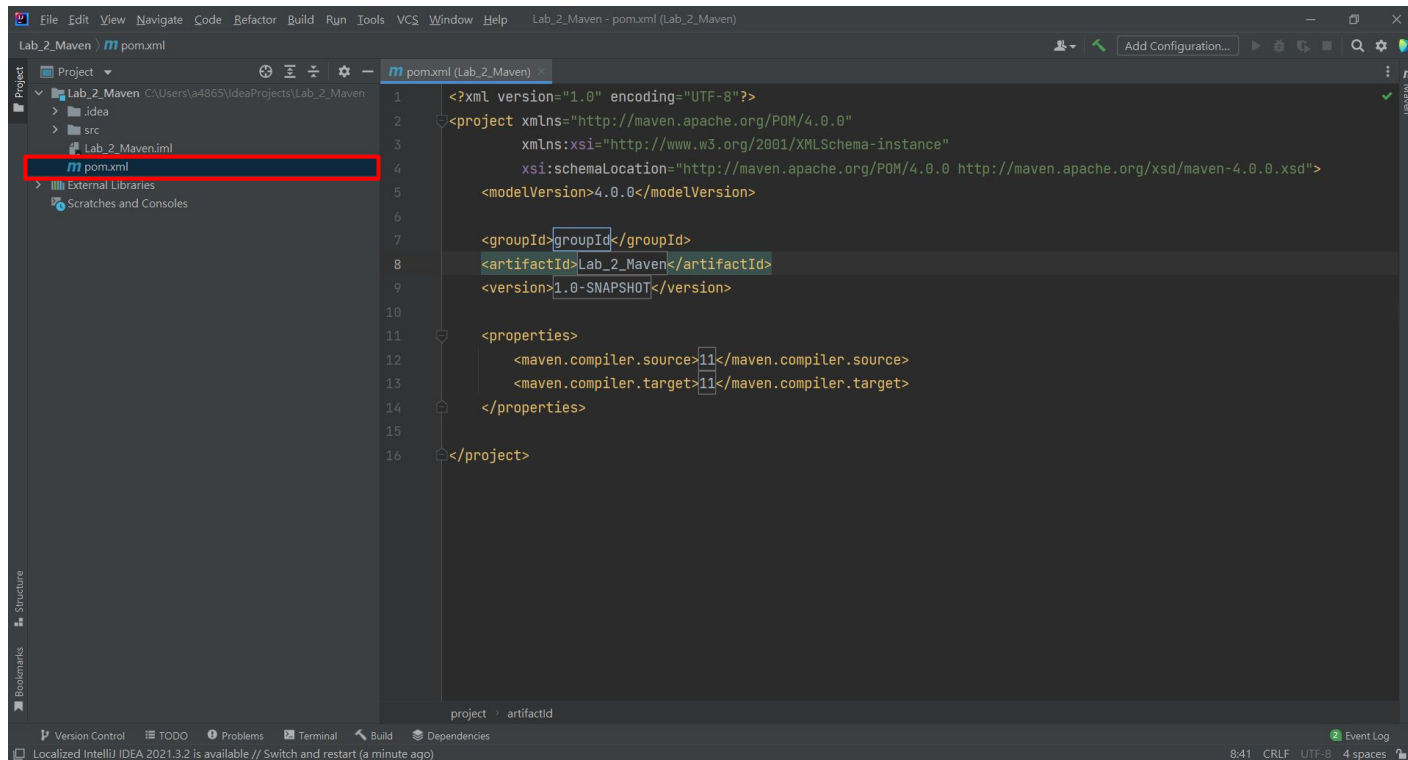 File Edit View Navigate Code Refactor Build Run Tools VCS Window Help Lab_2_Maven - pom.xml (Lab_2_Maven)
Lab_2_Maven pom.xml Add Configuration...
Project
Project
pom.xml (Lab_2_Maven)
Lab_2_Maven C:\Users\a4865\IdeaProjects\Lab_2_Maven
.idea
src
Lab_2_Maven.iml
pom.xml
External Libraries
Scratches and Consoles
1 <?xml version="1.0" encoding="UTF-8"?>
2 <project xmlns="http://maven.apache.org/POM/4.0.0"
3 xmlns:xsi="http://www.w3.org/2001/XMLSchema-instance"
4 xsi:schemaLocation="http://maven.apache.org/POM/4.0.0 http://maven.apache.org/xsd/maven-4.0.0.xsd">
5 <modelVersion>4.0.0</modelVersion>
6
7 <groupId>groupId</groupId>
8 <artifactId>Lab_2_Maven</artifactId>
9 <version>1.0-SNAPSHOT</version>
10
11 <properties>
12 <maven.compiler.source>11</maven.compiler.source>
13 <maven.compiler.target>11</maven.compiler.target>
14 </properties>
15
16 </project>
Structure
Bookmarks
project artifactId
Version Control TODO Problems Terminal Build Dependencies 2 Event Log
Localized IntelliJ IDEA 2021.3.2 is available // Switch and restart (a minute ago) 8:41 CRLF UTF-8 4 spaces